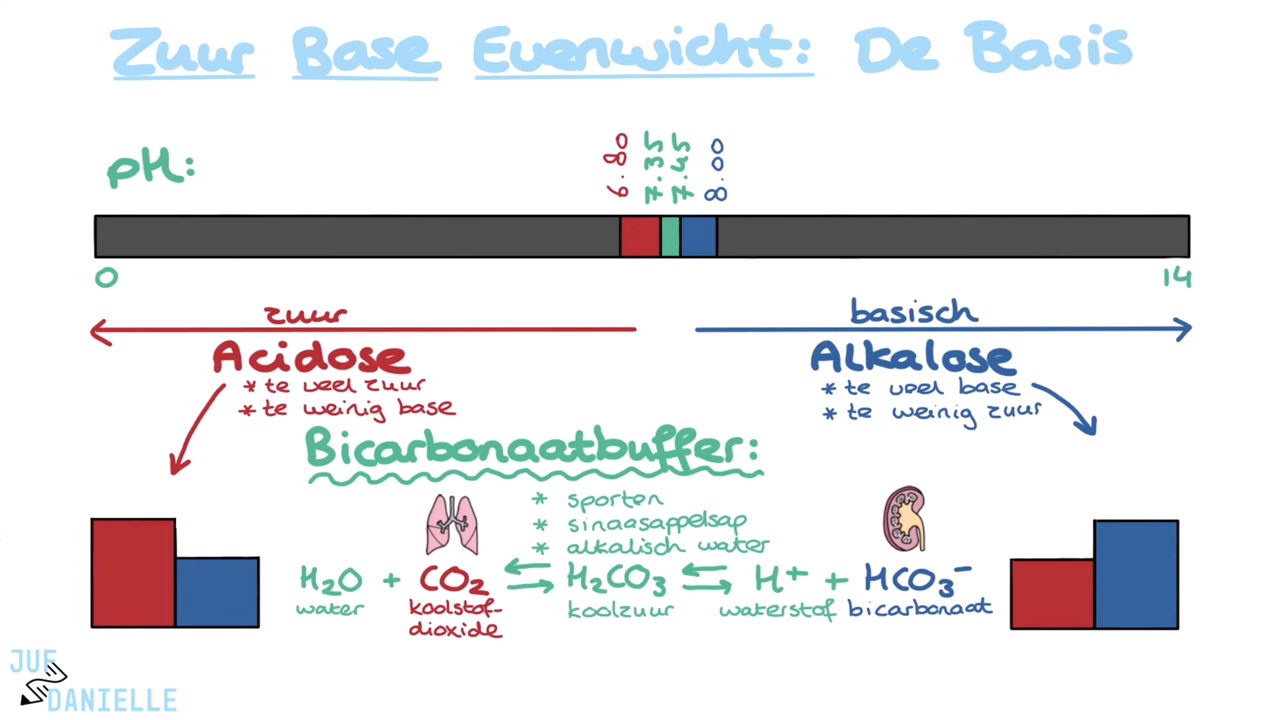 Zuur Base Evenwicht: De Basis
pH:
6.80
7.35
7.45
8.00
0
14
zuur
basisch
Acidose
* te veel zuur
* te weinig base
Alkalose
* te veel base
* te weinig zuur
Bicarbonaatbuffer:
* sporten
* sinaasappelsap
* alkalisch water
H₂O + CO₂ ⇄ H₂CO₃ ⇄ H⁺ + HCO₃⁻
water
koolstof-
dioxide
koolzuur
waterstof
bicarbonaat
JUF
DANIELLE